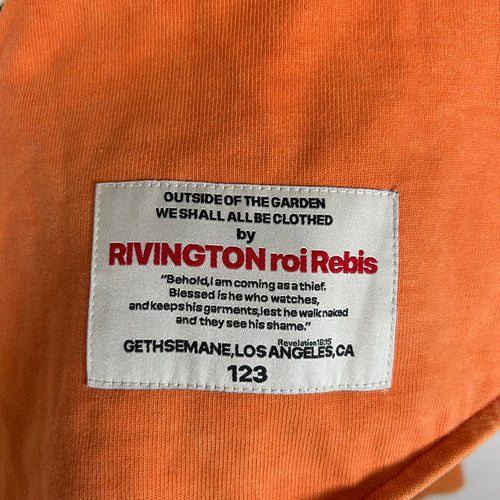 OUTSIDE OF THE GARDEN
WE SHALL ALL BE CLOTHED
by
RIVINGTON roi Rebis
"Behold, I am coming as a thief.
Blessed is he who watches,
and keeps his garments, lest he walk naked
and they see his shame."
Revelation 16:15
GETHSEMANE, LOS ANGELES, CA
123